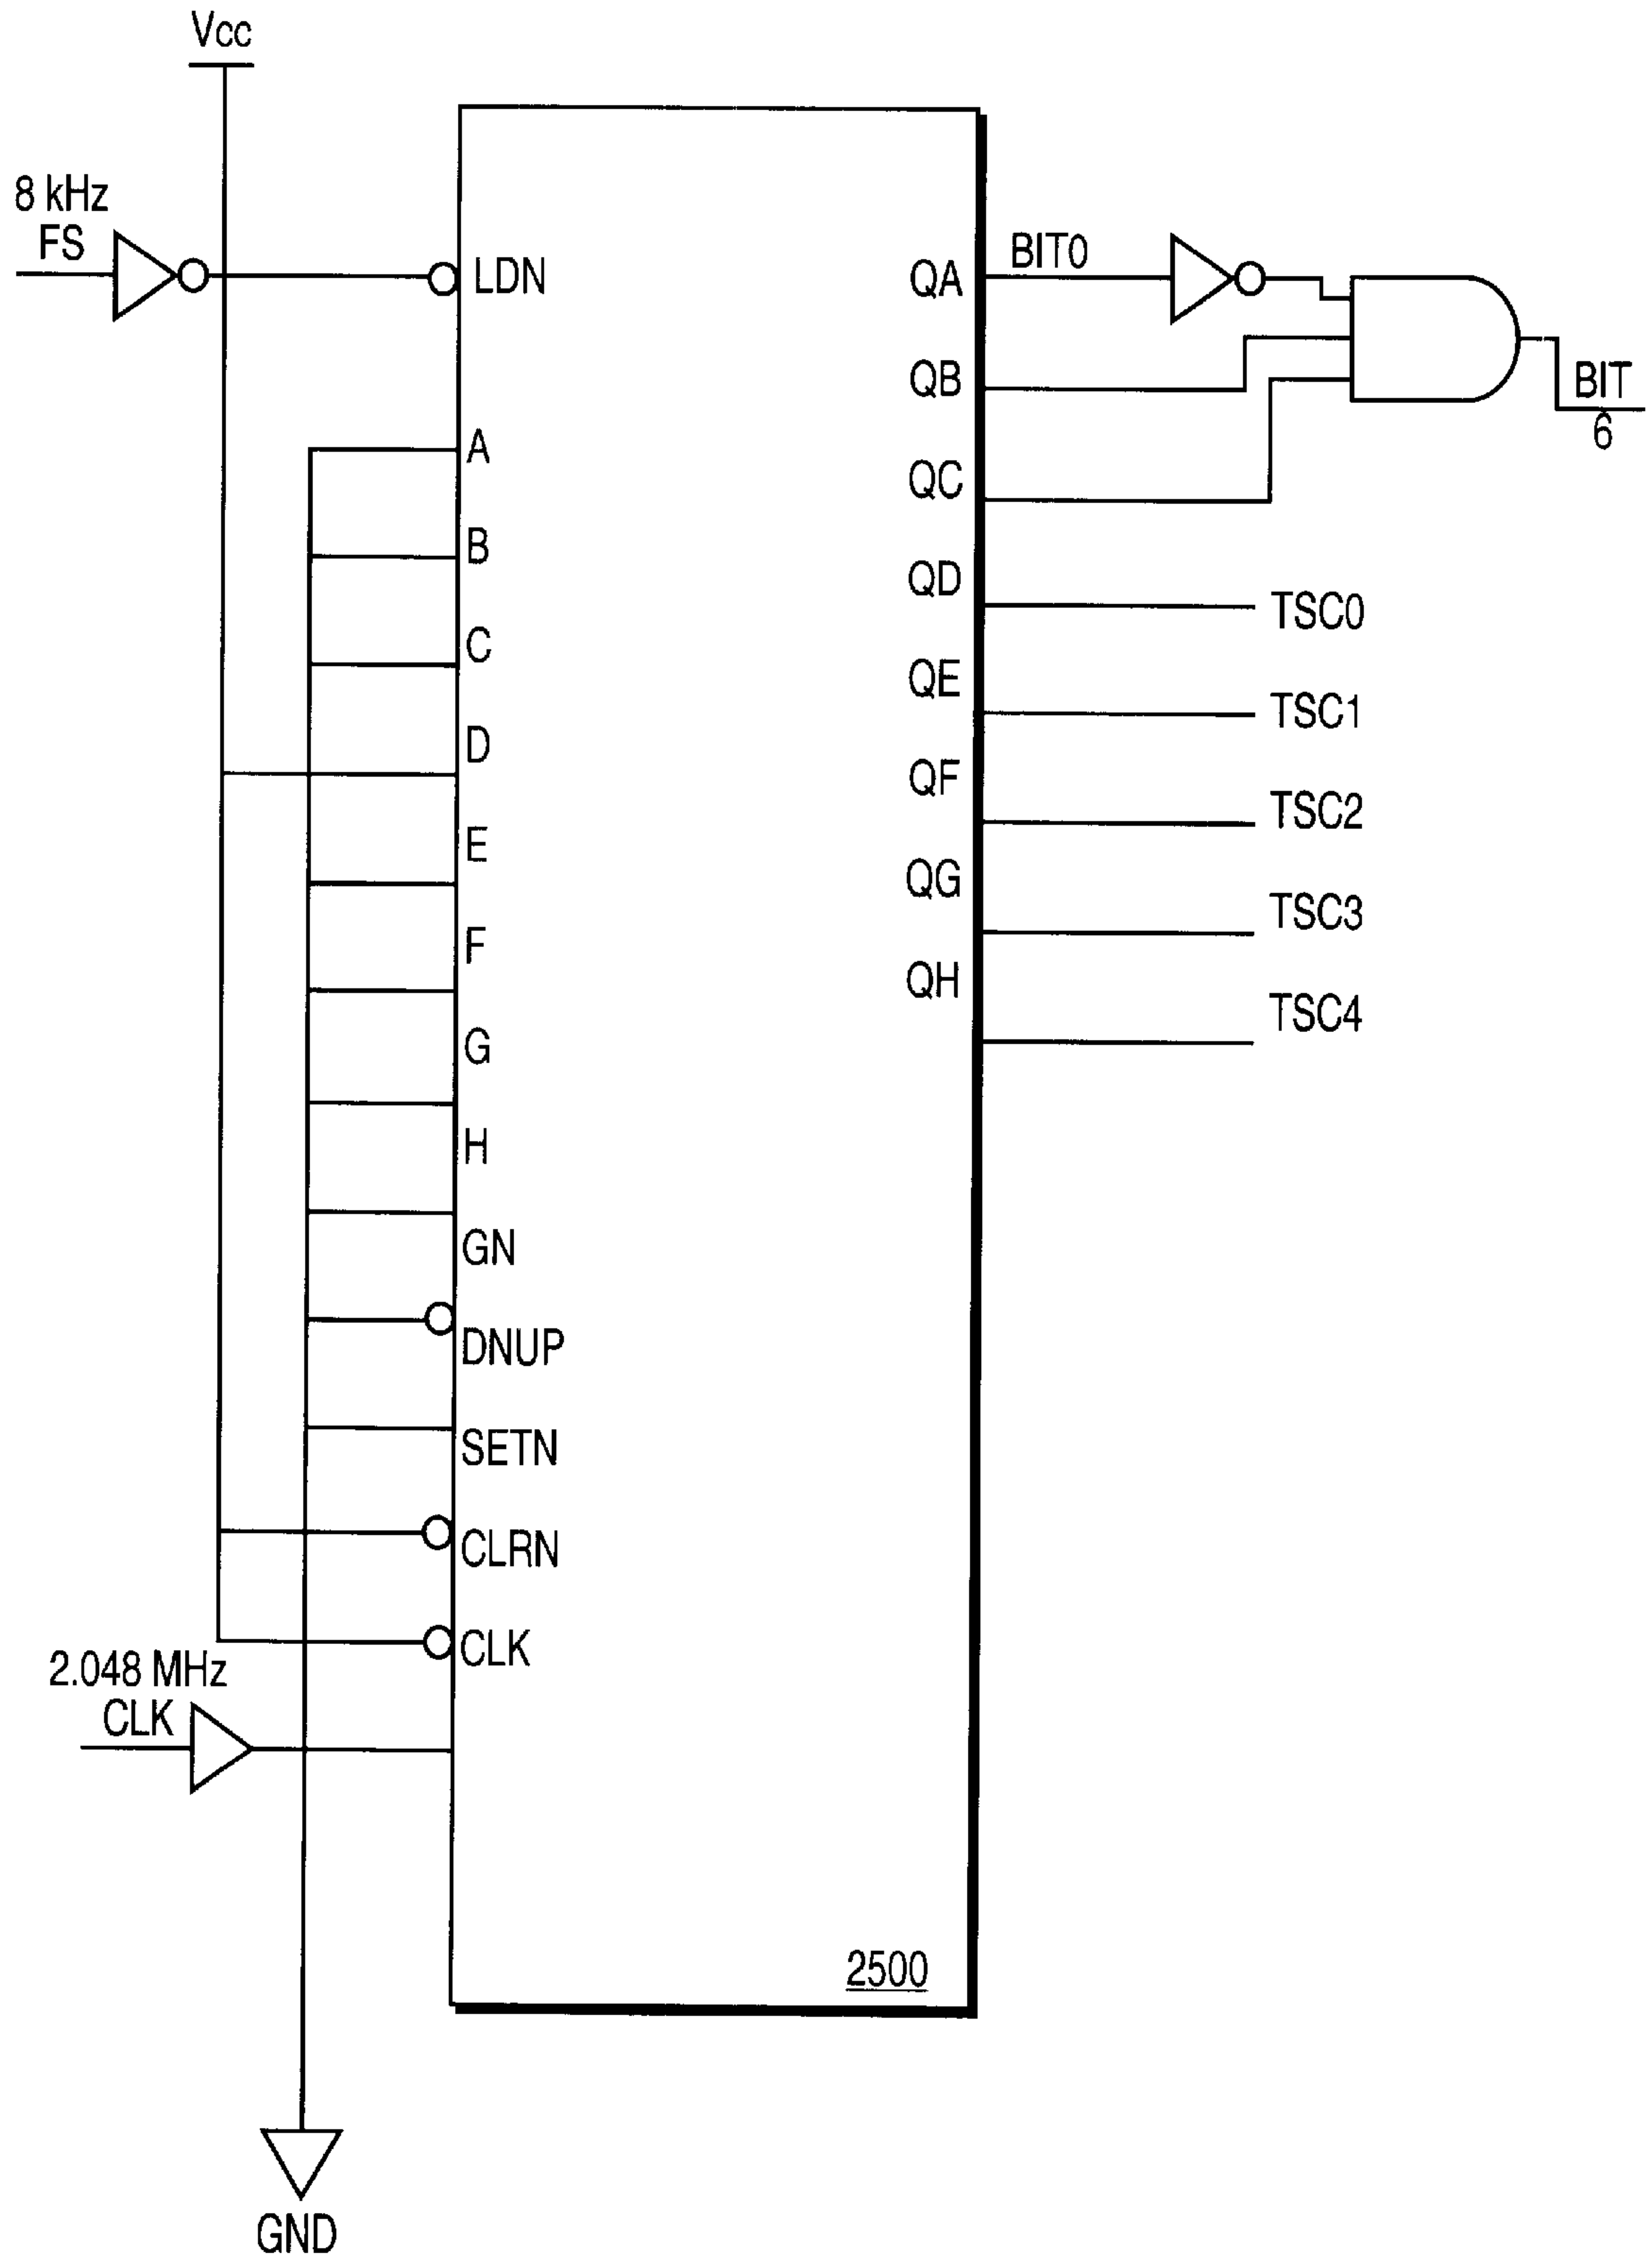 Vcc
8 kHz
FS
LDN
A
B
C
D
E
F
G
H
GN
DNUP
SETN
CLRN
CLK
2.048 MHz
CLK
GND
QA
QB
QC
QD
QE
QF
QG
QH
BIT0
BIT
6
TSC0
TSC1
TSC2
TSC3
TSC4
2500